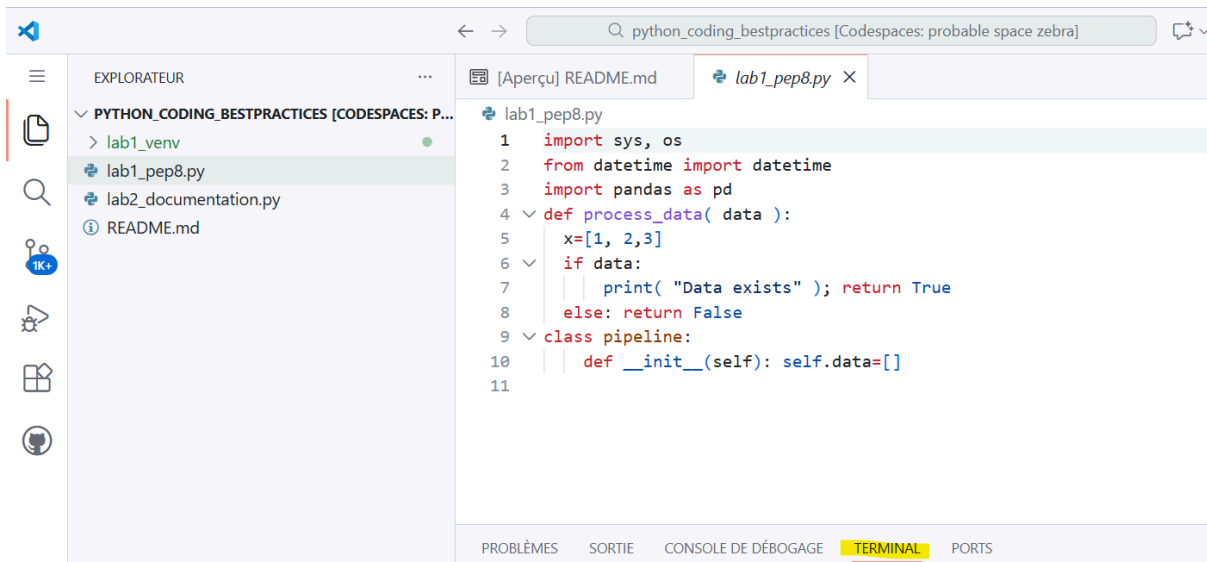 python_coding_bestpractices [Codespaces: probable space zebra]
EXPLORATEUR
PYTHON_CODING_BESTPRACTICES [CODESPACES: P...
lab1_venv
lab1_pep8.py
lab2_documentation.py
README.md
1K+
[Aperçu] README.md
lab1_pep8.py
lab1_pep8.py
1 import sys, os
2 from datetime import datetime
3 import pandas as pd
4 def process_data( data ):
5 x=[1, 2,3]
6 if data:
7 print( "Data exists" ); return True
8 else: return False
9 class pipeline:
10 def __init__(self): self.data=[]
11
PROBLÈMES SORTIE CONSOLE DE DÉBOGAGE TERMINAL PORTS